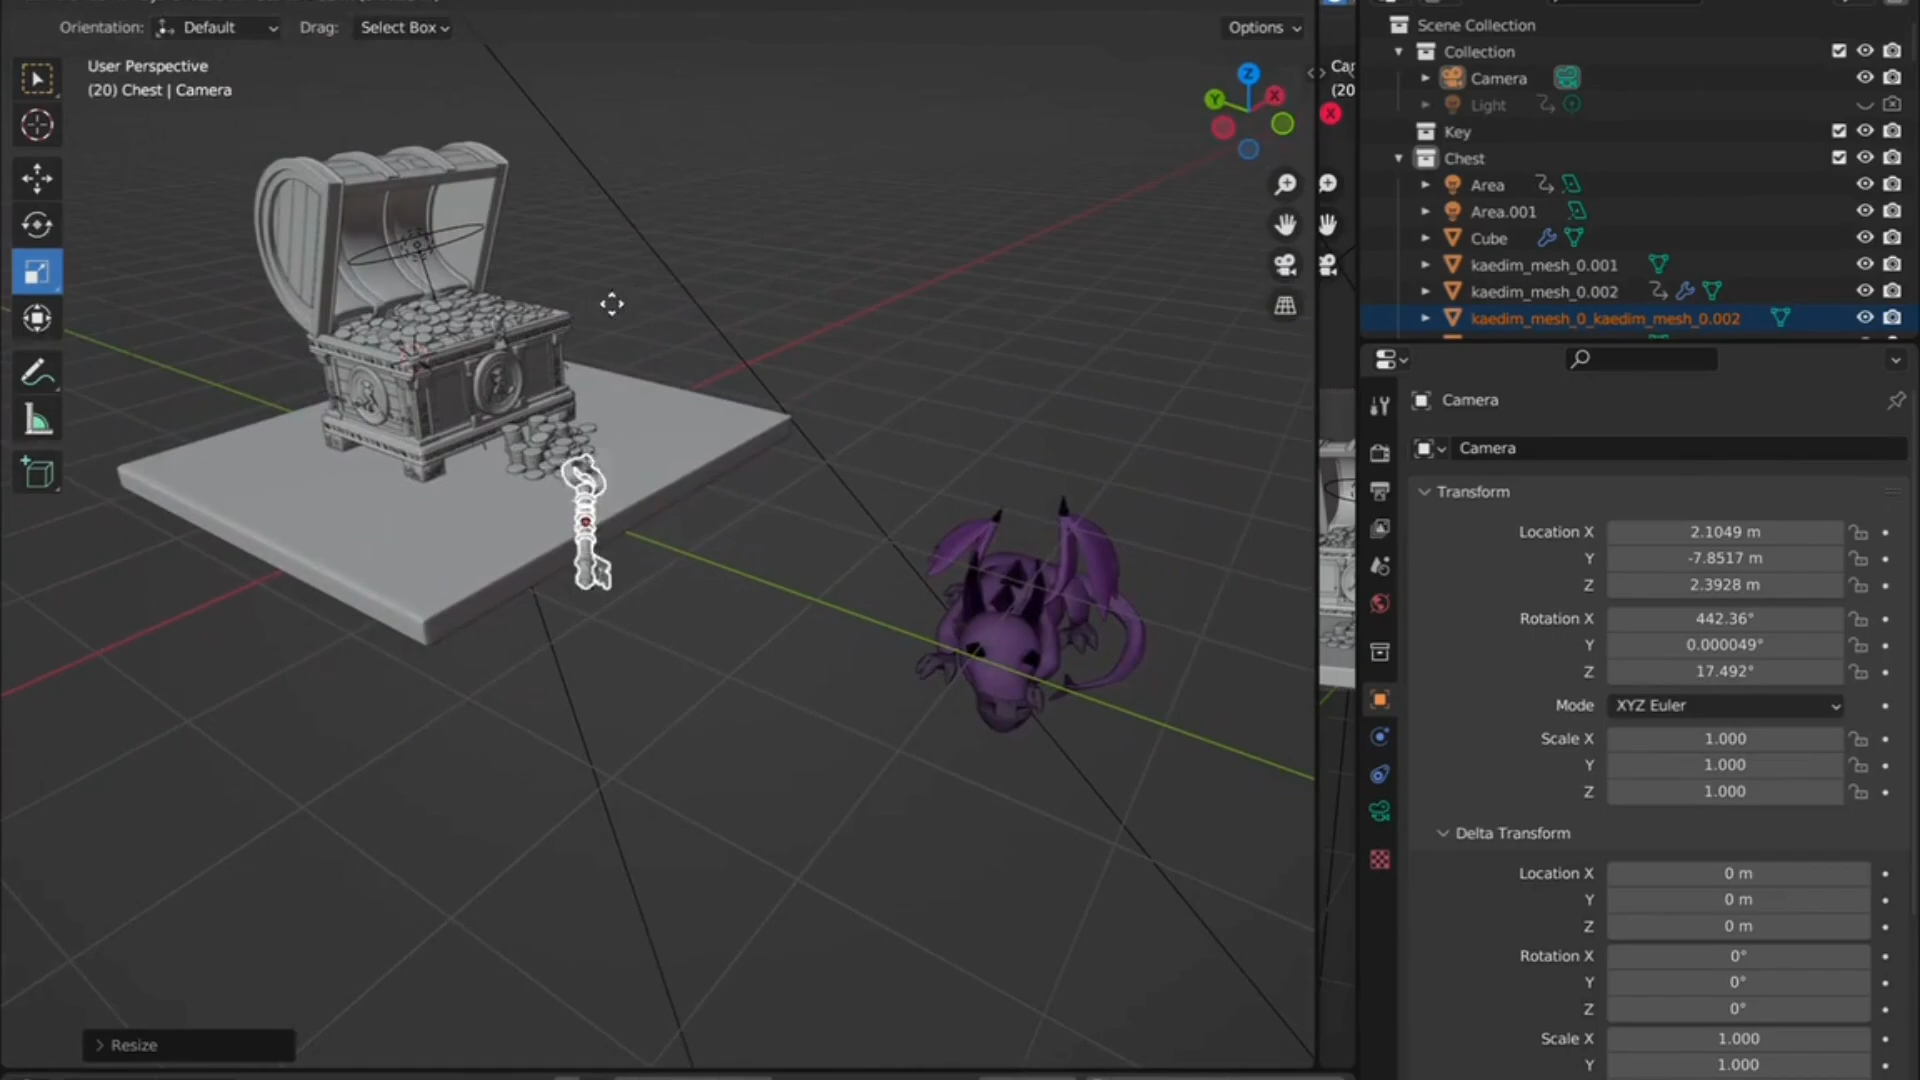 Orientation: Default Drag: Select Box Options
User Perspective
(20) Chest | Camera
Z
Y
X
Car
(20
X
Resize
Scene Collection
Collection
Camera
Light
Key
Chest
Area
Area.001
Cube
kaedim_mesh_0.001
kaedim_mesh_0.002
kaedim_mesh_0_kaedim_mesh_0.002
Camera
Camera
Transform
Location X 2.1049 m
Y -7.8517 m
Z 2.3928 m
Rotation X 442.36°
Y 0.000049°
Z 17.492°
Mode XYZ Euler
Scale X 1.000
Y 1.000
Z 1.000
Delta Transform
Location X 0 m
Y 0 m
Z 0 m
Rotation X 0°
Y 0°
Z 0°
Scale X 1.000
Y 1.000